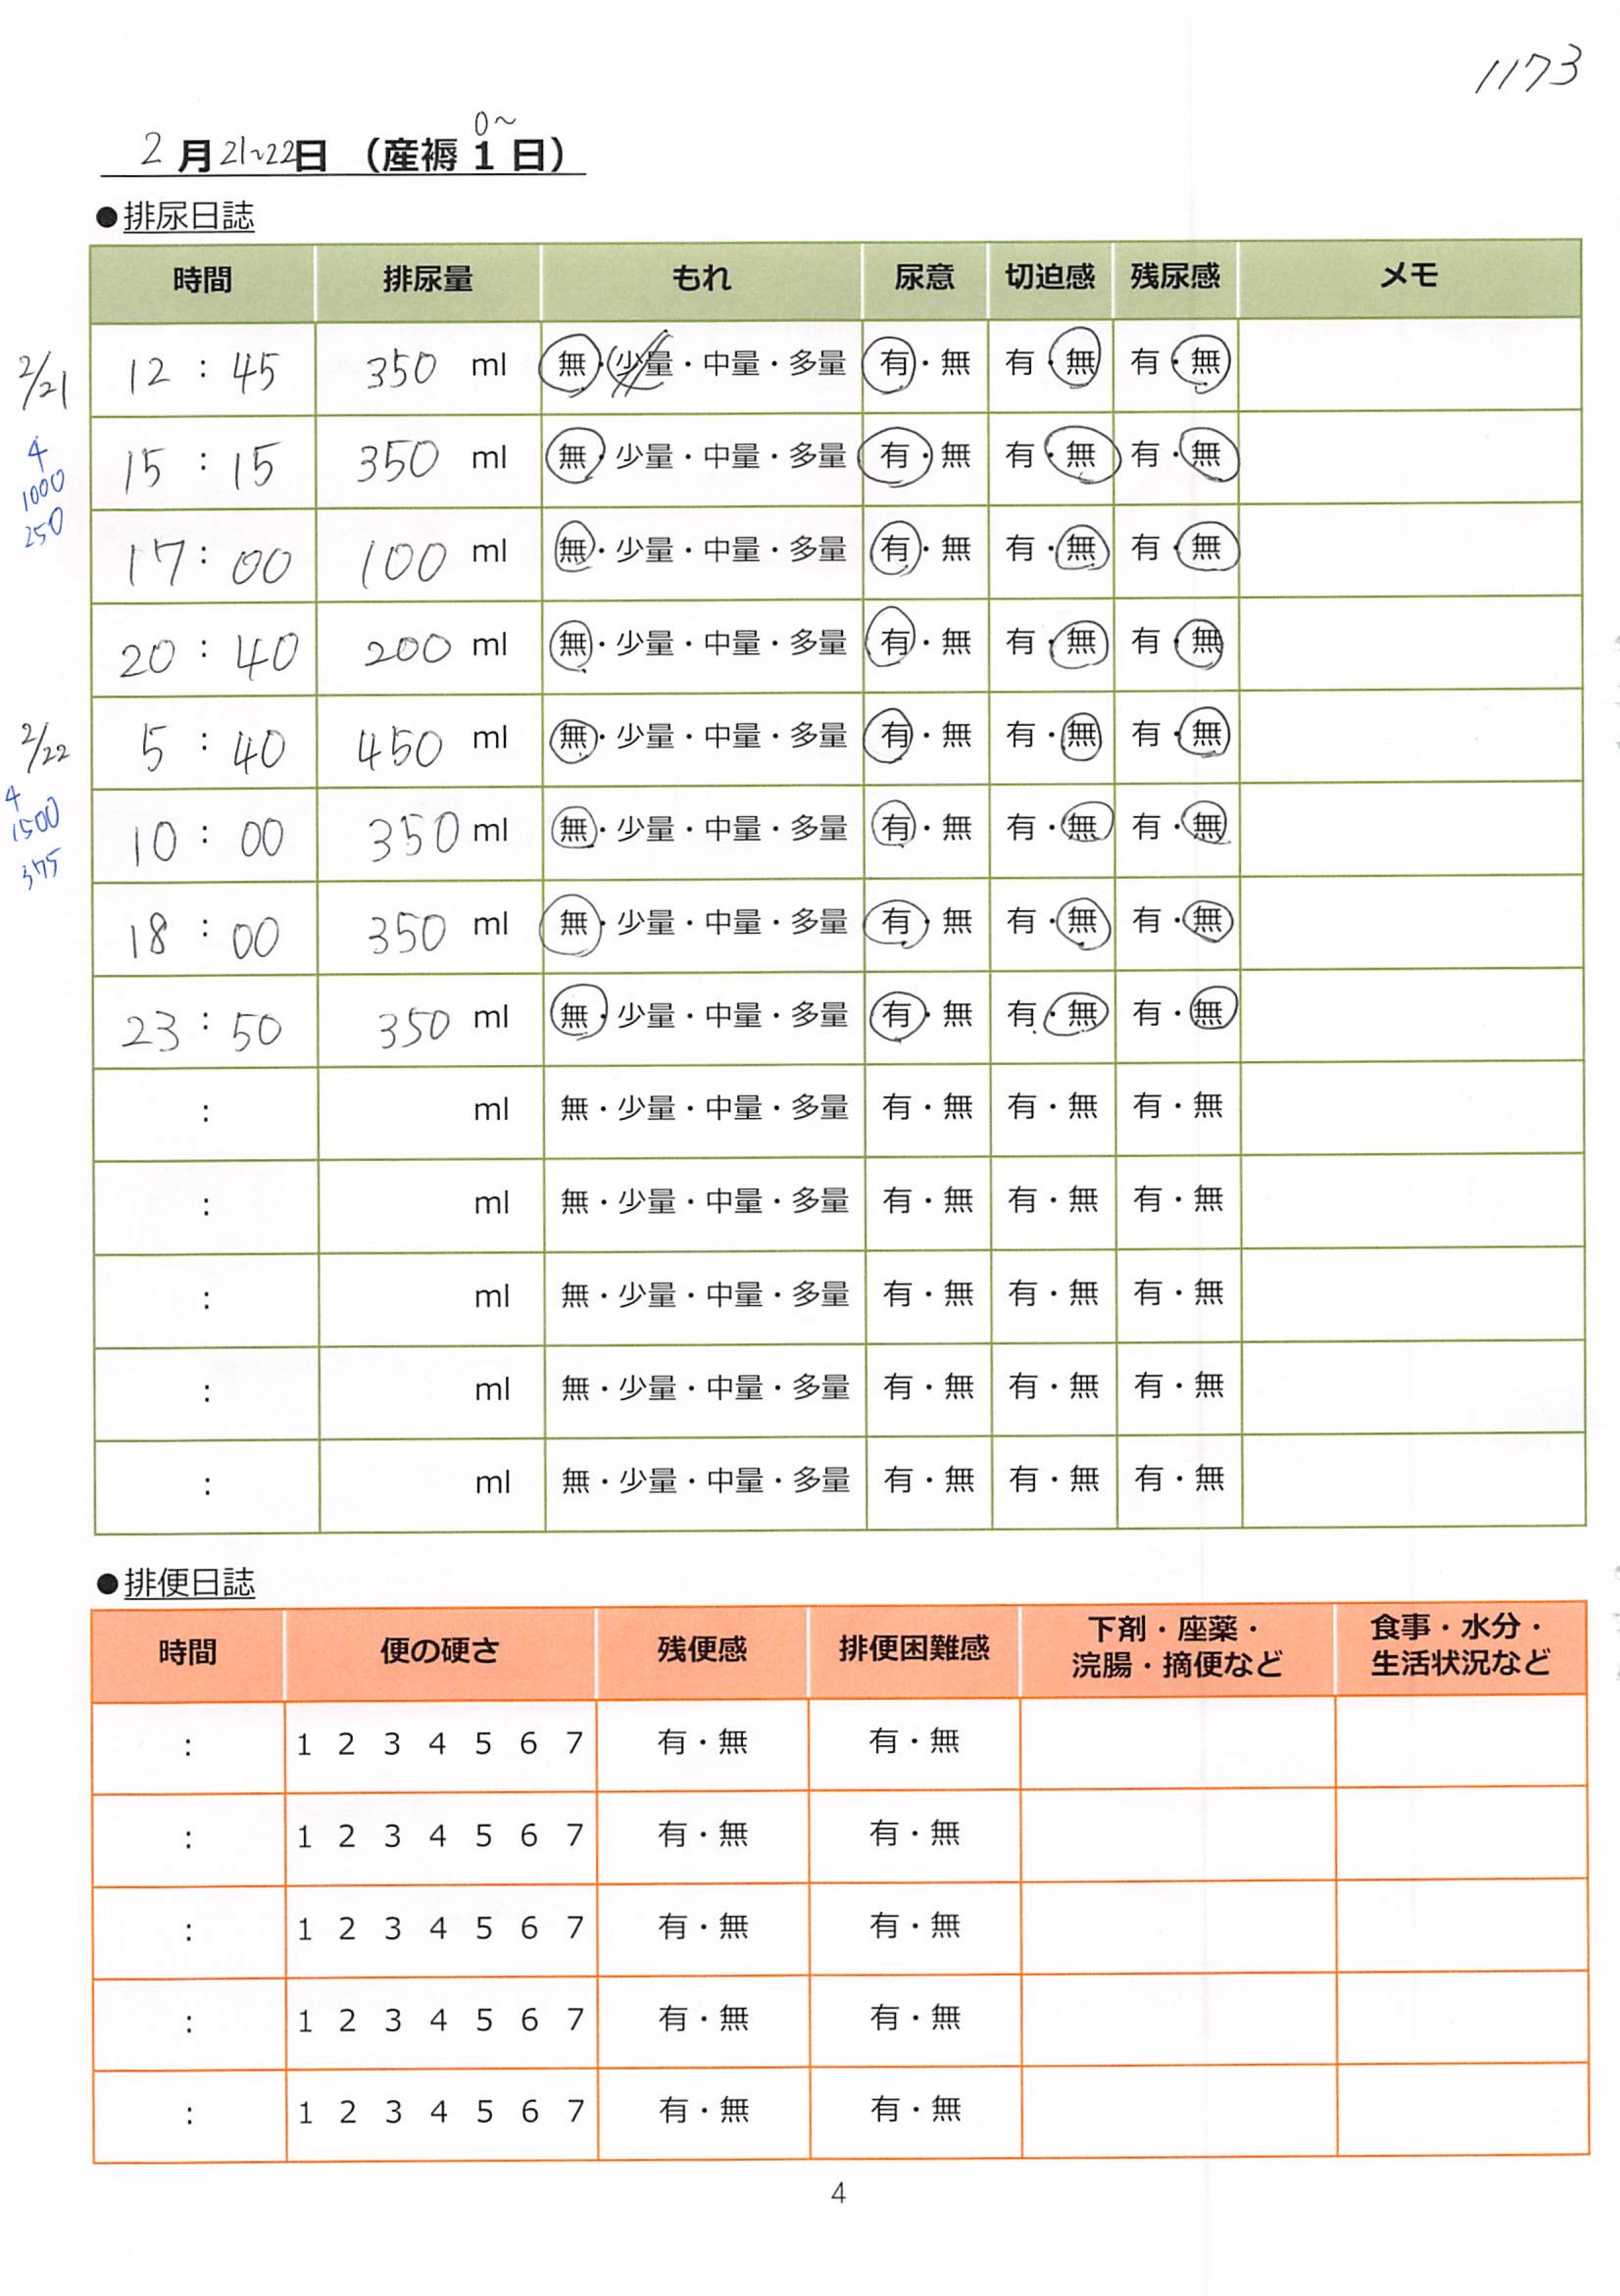 1173
0~
2月21~22日（産褥1日）
●排尿日誌
時間 排尿量 もれ 尿意 切迫感 残尿感 メモ
2/21 12:45 350 ml 無・少量・中量・多量 有・無 有・無 有・無
4
1000
250
15:15 350 ml 無・少量・中量・多量 有・無 有・無 有・無
17:00 100 ml 無・少量・中量・多量 有・無 有・無 有・無
20:40 200 ml 無・少量・中量・多量 有・無 有・無 有・無
2/22 5:40 450 ml 無・少量・中量・多量 有・無 有・無 有・無
4
1500
375
10:00 350 ml 無・少量・中量・多量 有・無 有・無 有・無
18:00 350 ml 無・少量・中量・多量 有・無 有・無 有・無
23:50 350 ml 無・少量・中量・多量 有・無 有・無 有・無
: ml 無・少量・中量・多量 有・無 有・無 有・無
: ml 無・少量・中量・多量 有・無 有・無 有・無
: ml 無・少量・中量・多量 有・無 有・無 有・無
: ml 無・少量・中量・多量 有・無 有・無 有・無
: ml 無・少量・中量・多量 有・無 有・無 有・無
●排便日誌
時間 便の硬さ 残便感 排便困難感 下剤・座薬・ 食事・水分・
浣腸・摘便など 生活状況など
: 1 2 3 4 5 6 7 有・無 有・無
: 1 2 3 4 5 6 7 有・無 有・無
: 1 2 3 4 5 6 7 有・無 有・無
: 1 2 3 4 5 6 7 有・無 有・無
: 1 2 3 4 5 6 7 有・無 有・無
4